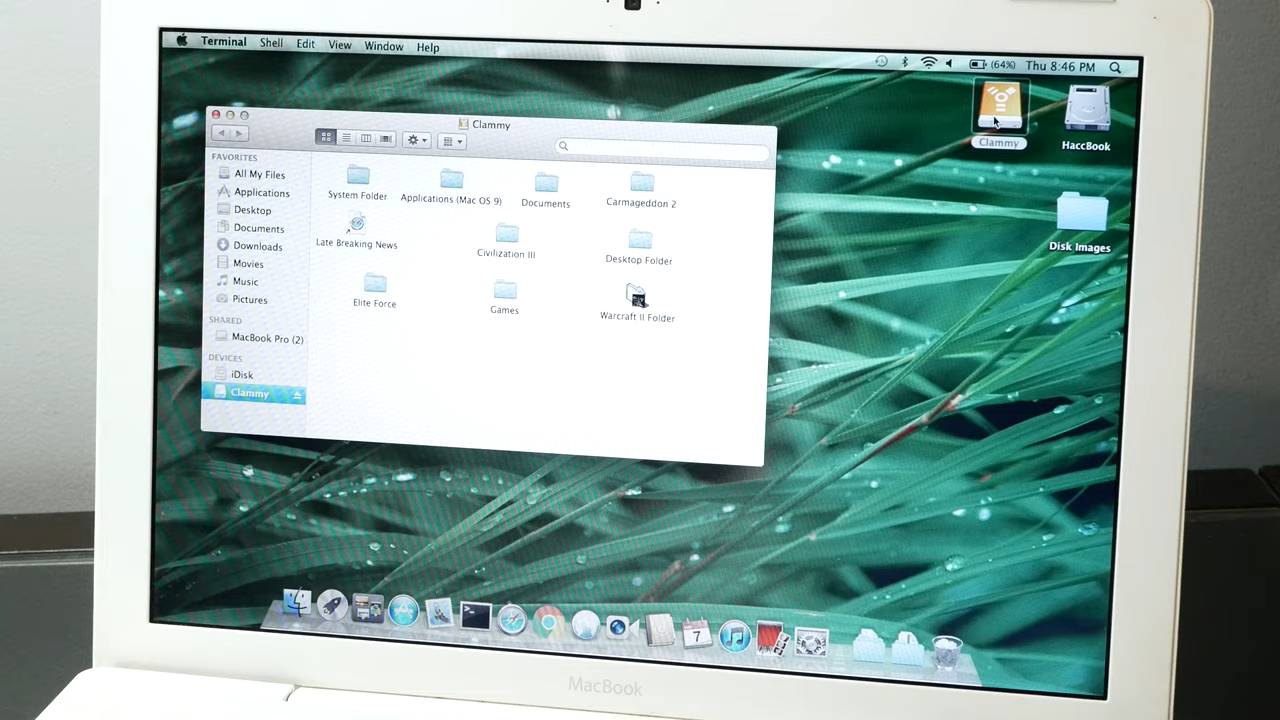 Terminal Shell Edit View Window Help
(64%) Thu 8:46 PM
Clammy
FAVORITES
All My Files
Applications
Desktop
Documents
Downloads
Movies
Music
Pictures
SHARED
MacBook Pro (2)
DEVICES
iDisk
Clammy
System Folder
Applications (Mac OS 9)
Documents
Carmageddon 2
Late Breaking News
Civilization III
Desktop Folder
Elite Force
Games
Warcraft II Folder
Clammy
HaccBook
Disk Images
7
MacBook